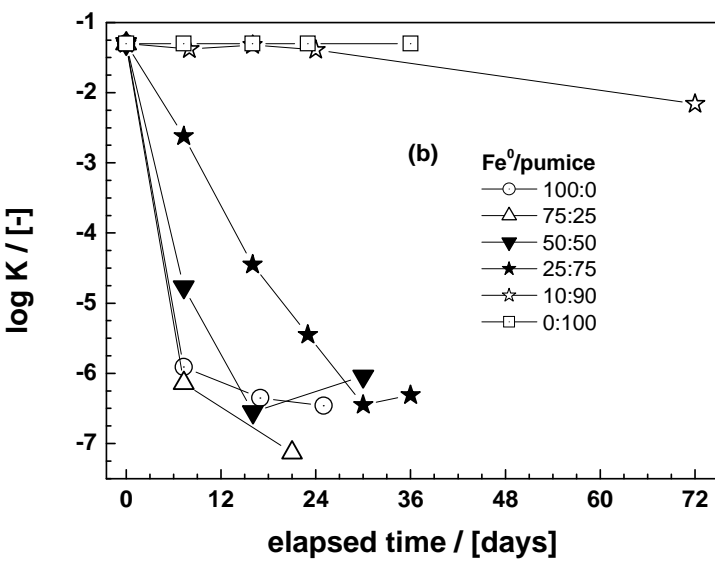 -1
-2
-3
-4
-5
-6
-7
log K / [-]
(b)
Fe⁰/pumice
100:0
75:25
50:50
25:75
10:90
0:100
0 12 24 36 48 60 72
elapsed time / [days]